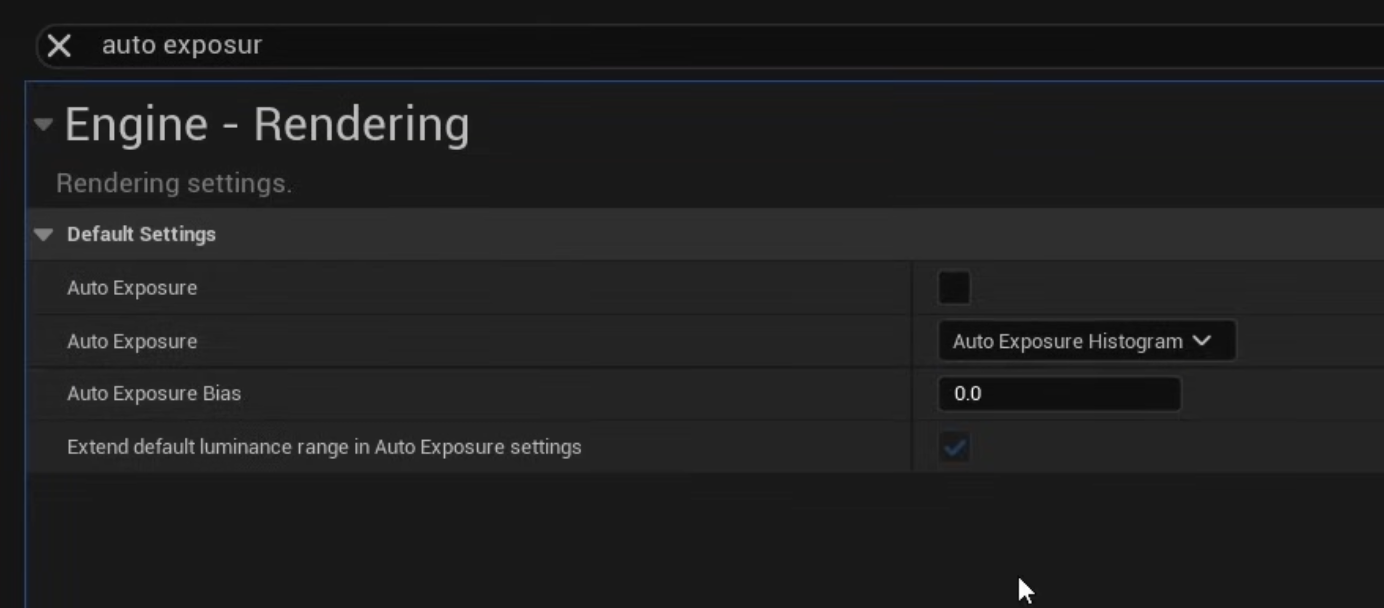 auto exposur
Engine - Rendering
Rendering settings.
Default Settings
Auto Exposure
Auto Exposure Auto Exposure Histogram
Auto Exposure Bias 0.0
Extend default luminance range in Auto Exposure settings